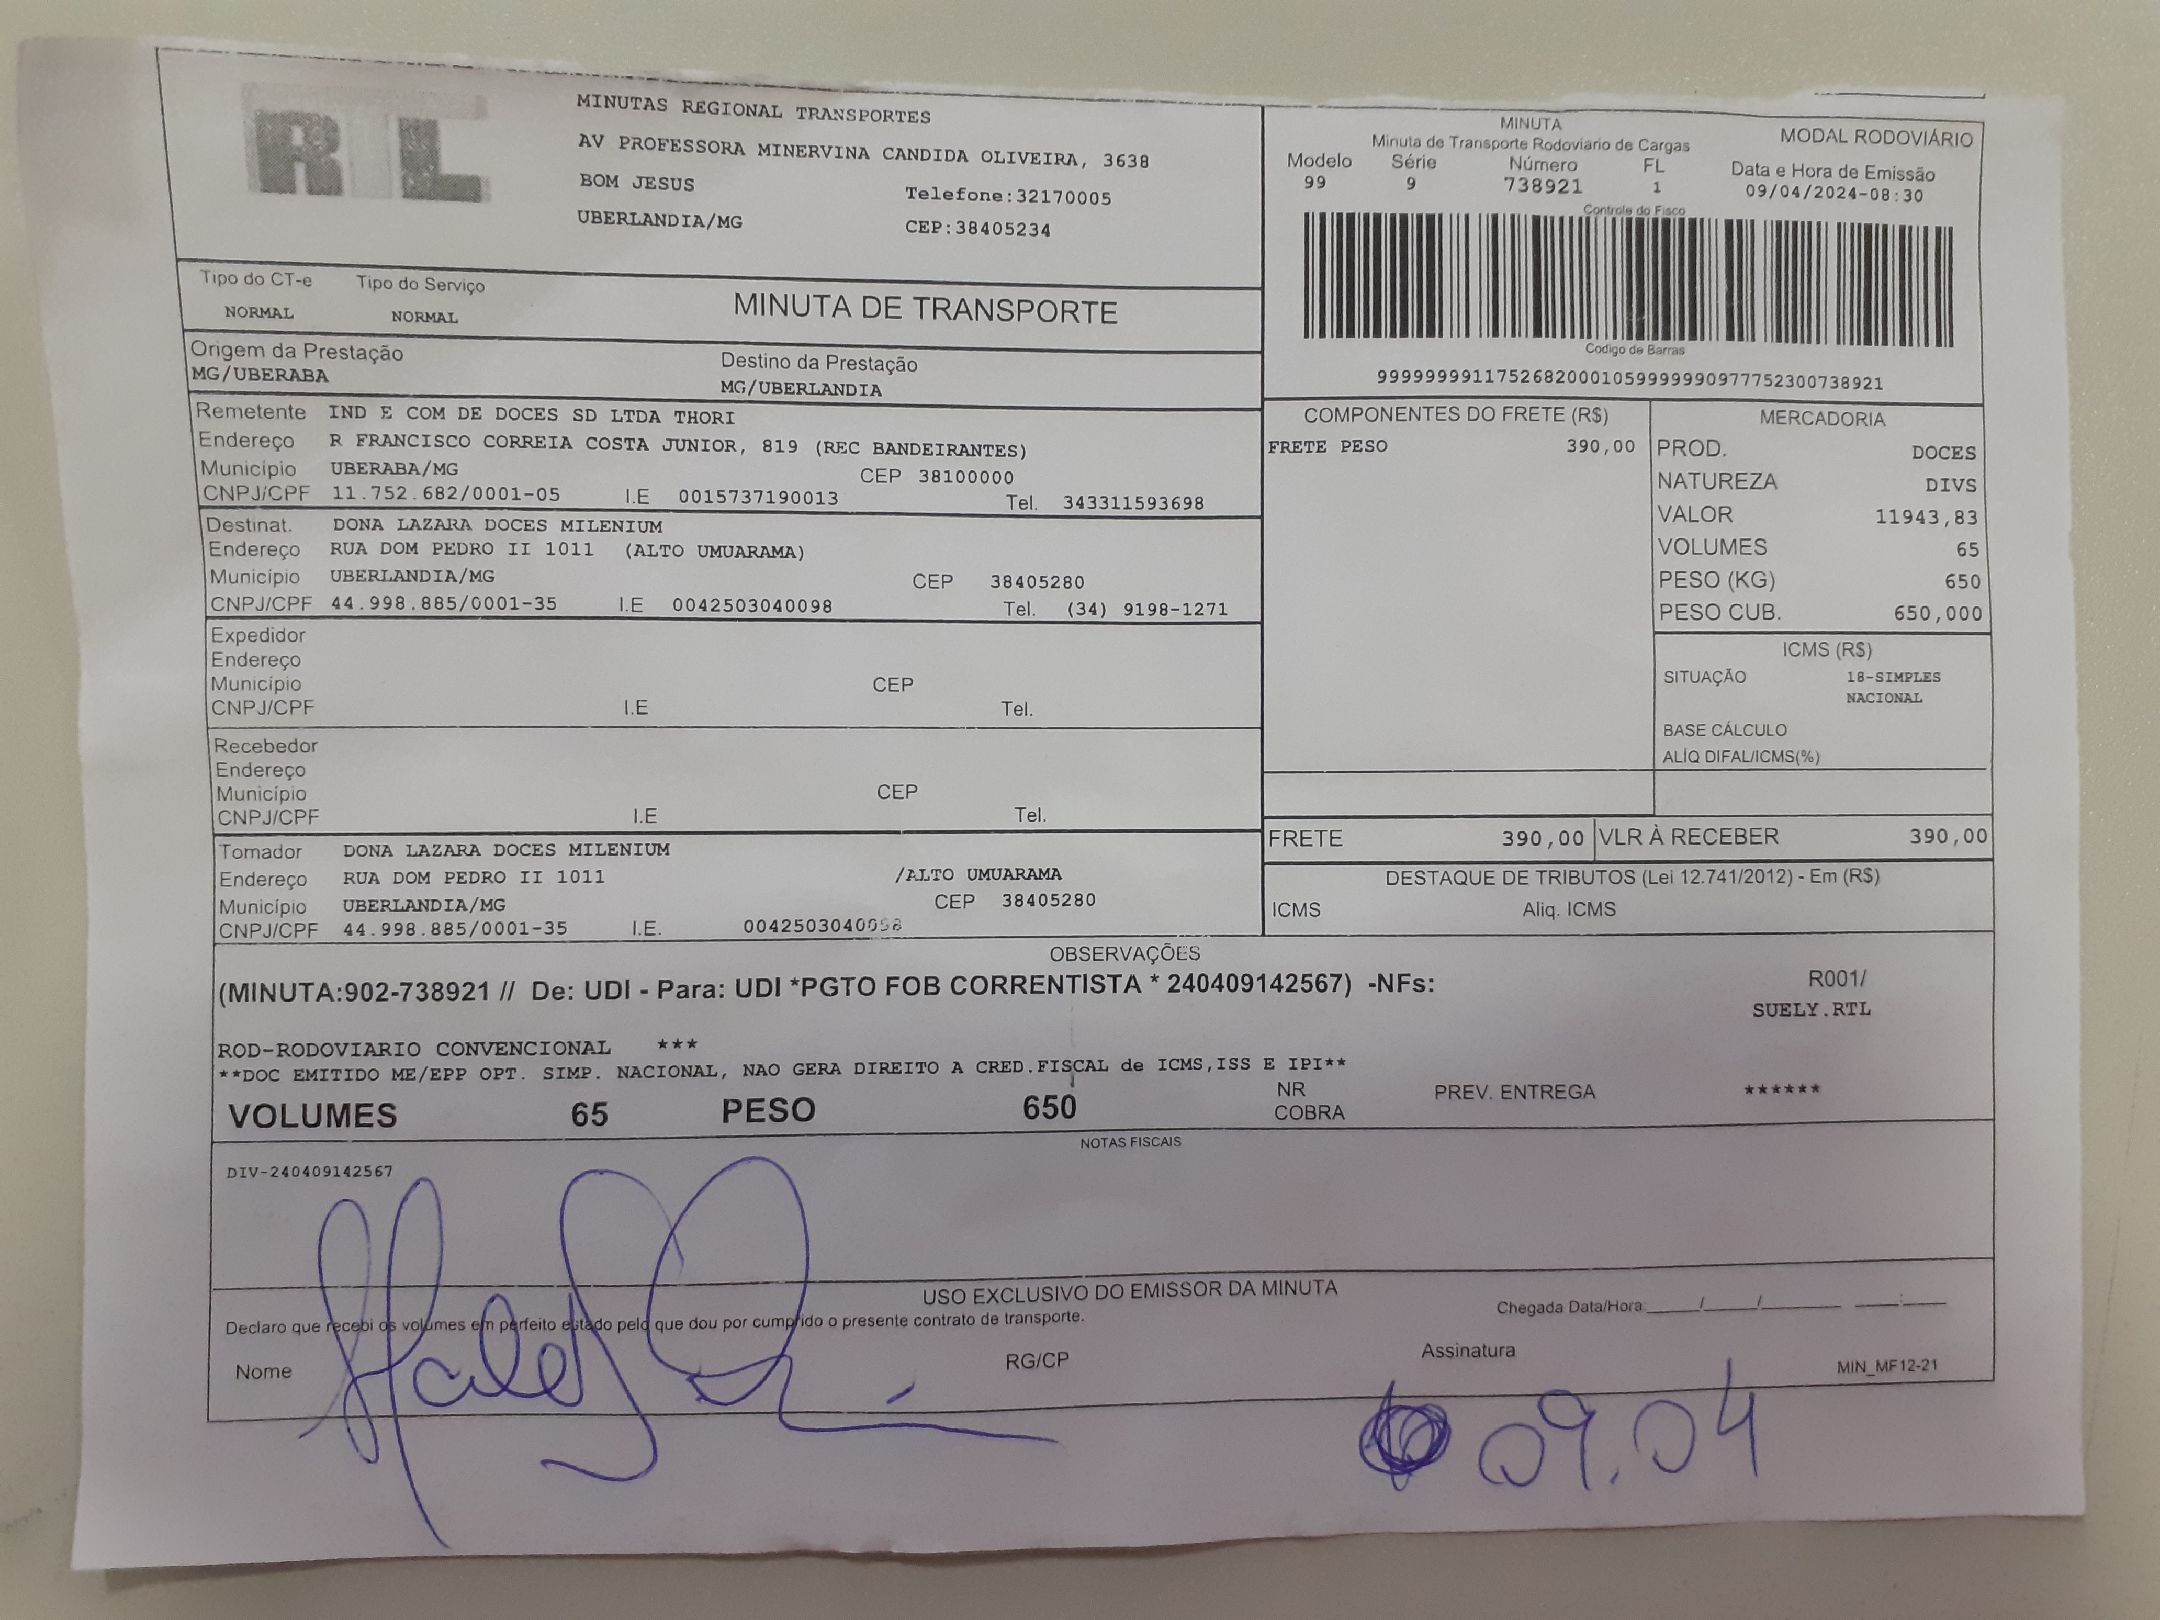 RTL
MINUTAS REGIONAL TRANSPORTES
AV PROFESSORA MINERVINA CANDIDA OLIVEIRA, 3638
BOM JESUS Telefone:32170005
UBERLANDIA/MG CEP:38405234
MINUTA MODAL RODOVIÁRIO
Minuta de Transporte Rodoviario de Cargas
Modelo Série Número FL Data e Hora de Emissão
99 9 738921 1 09/04/2024-08:30
Controle do Fisco
Codigo de Barras
99999999117526820001059999990977752300738921
Tipo do CT-e Tipo do Serviço
NORMAL NORMAL
MINUTA DE TRANSPORTE
Origem da Prestação Destino da Prestação
MG/UBERABA MG/UBERLANDIA
Remetente IND E COM DE DOCES SD LTDA THORI
Endereço R FRANCISCO CORREIA COSTA JUNIOR, 819 (REC BANDEIRANTES)
Município UBERABA/MG CEP 38100000
CNPJ/CPF 11.752.682/0001-05 I.E 0015737190013 Tel. 343311593698
Destinat. DONA LAZARA DOCES MILENIUM
Endereço RUA DOM PEDRO II 1011 (ALTO UMUARAMA)
Município UBERLANDIA/MG CEP 38405280
CNPJ/CPF 44.998.885/0001-35 I.E 0042503040098 Tel. (34) 9198-1271
Expedidor
Endereço
Município CEP
CNPJ/CPF I.E Tel.
Recebedor
Endereço
Município CEP
CNPJ/CPF I.E Tel.
Tomador DONA LAZARA DOCES MILENIUM
Endereço RUA DOM PEDRO II 1011 /ALTO UMUARAMA
Município UBERLANDIA/MG CEP 38405280
CNPJ/CPF 44.998.885/0001-35 I.E. 0042503040098
COMPONENTES DO FRETE (R$)
FRETE PESO 390,00
MERCADORIA
PROD. DOCES
NATUREZA DIVS
VALOR 11943,83
VOLUMES 65
PESO (KG) 650
PESO CUB. 650,000
ICMS (R$)
SITUAÇÃO 18-SIMPLES
NACIONAL
BASE CÁLCULO
ALÍQ DIFAL/ICMS(%)
FRETE 390,00 VLR À RECEBER 390,00
DESTAQUE DE TRIBUTOS (Lei 12.741/2012) - Em (R$)
ICMS Aliq. ICMS
OBSERVAÇÕES
(MINUTA:902-738921 // De: UDI - Para: UDI *PGTO FOB CORRENTISTA * 240409142567) -NFs:
R001/
SUELY.RTL
ROD-RODOVIARIO CONVENCIONAL ***
**DOC EMITIDO ME/EPP OPT. SIMP. NACIONAL, NAO GERA DIREITO A CRED.FISCAL de ICMS,ISS E IPI**
VOLUMES 65 PESO 650 NR COBRA PREV. ENTREGA ******
NOTAS FISCAIS
DIV-240409142567
USO EXCLUSIVO DO EMISSOR DA MINUTA
Declaro que recebi os volumes em perfeito estado pelo que dou por cumprido o presente contrato de transporte.
Chegada Data/Hora:____/____/______ ____:____
Nome RG/CP Assinatura MIN_MF12-21
09.04